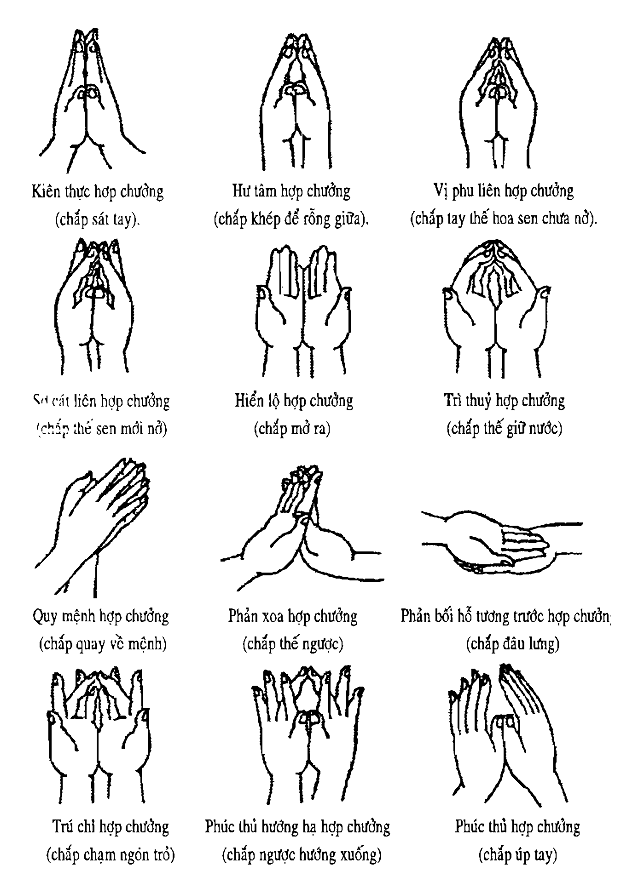 Kiên thực hợp chưởng
(chấp sát tay).
Hư tâm hợp chưởng
(chấp khép để rỗng giữa).
Vị phu liên hợp chưởng
(chấp tay thế hoa sen chưa nở).
Sơ cát liên hợp chưởng
(chấp thế sen mới nở)
Hiển lộ hợp chưởng
(chấp mở ra)
Trì thuỷ hợp chưởng
(chấp thế giữ nước)
Quy mệnh hợp chưởng
(chấp quay về mệnh)
Phản xoa hợp chưởng
(chấp thế ngược)
Phản bối hỗ tương trước hợp chưởng
(chấp đâu lưng)
Trú chỉ hợp chưởng
(chấp chạm ngón trỏ)
Phúc thủ hướng hạ hợp chưởng
(chấp ngược hướng xuống)
Phúc thủ hợp chưởng
(chấp úp tay)